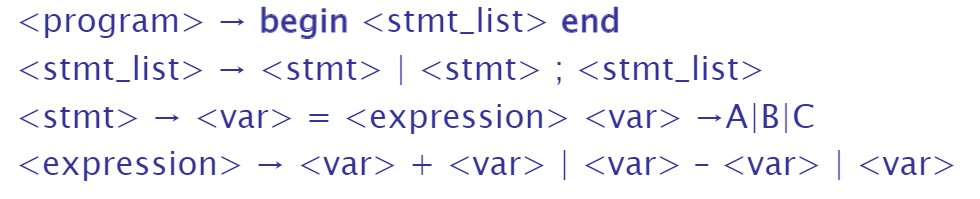 <program> → begin <stmt_list> end
<stmt_list> → <stmt> | <stmt> ; <stmt_list>
<stmt> → <var> = <expression> <var> →A|B|C
<expression> → <var> + <var> | <var> – <var> | <var>